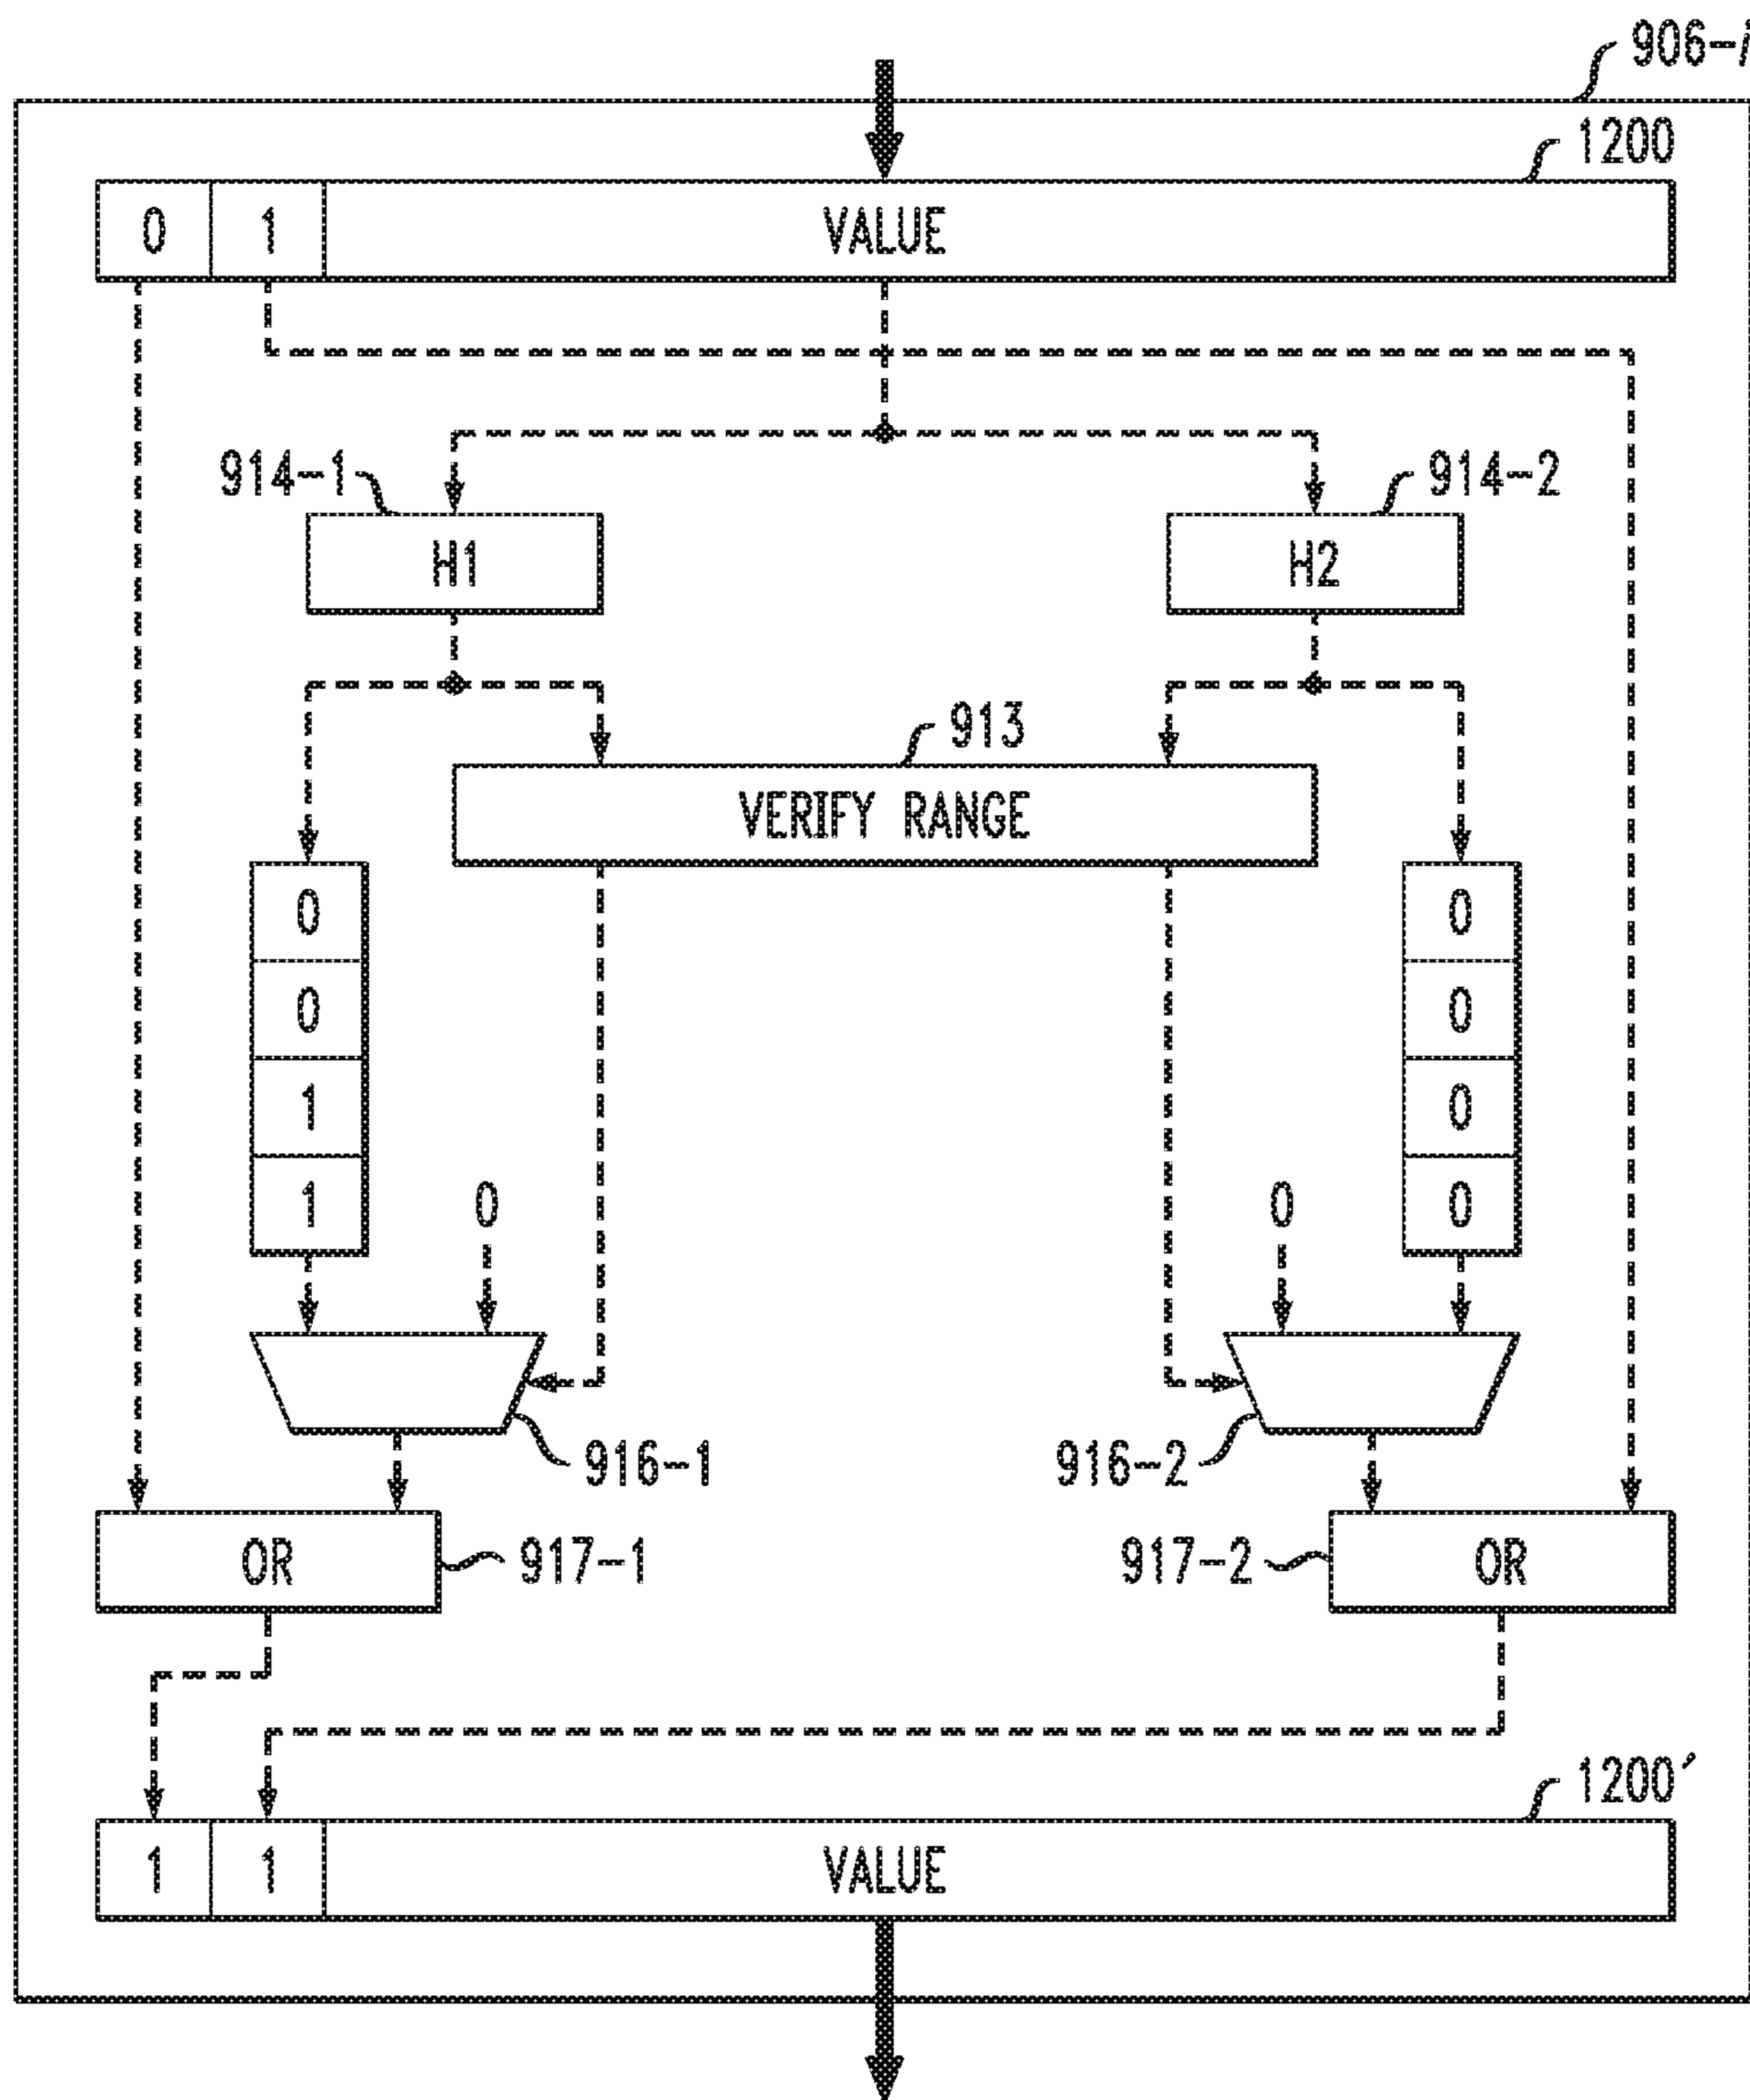 906-i
1200
0 1 VALUE
914-1 914-2
H1 H2
913
VERIFY RANGE
0 0
0 0
1 0
1 0 0 0
916-1 916-2
OR 917-1 917-2 OR
1200′
1 1 VALUE